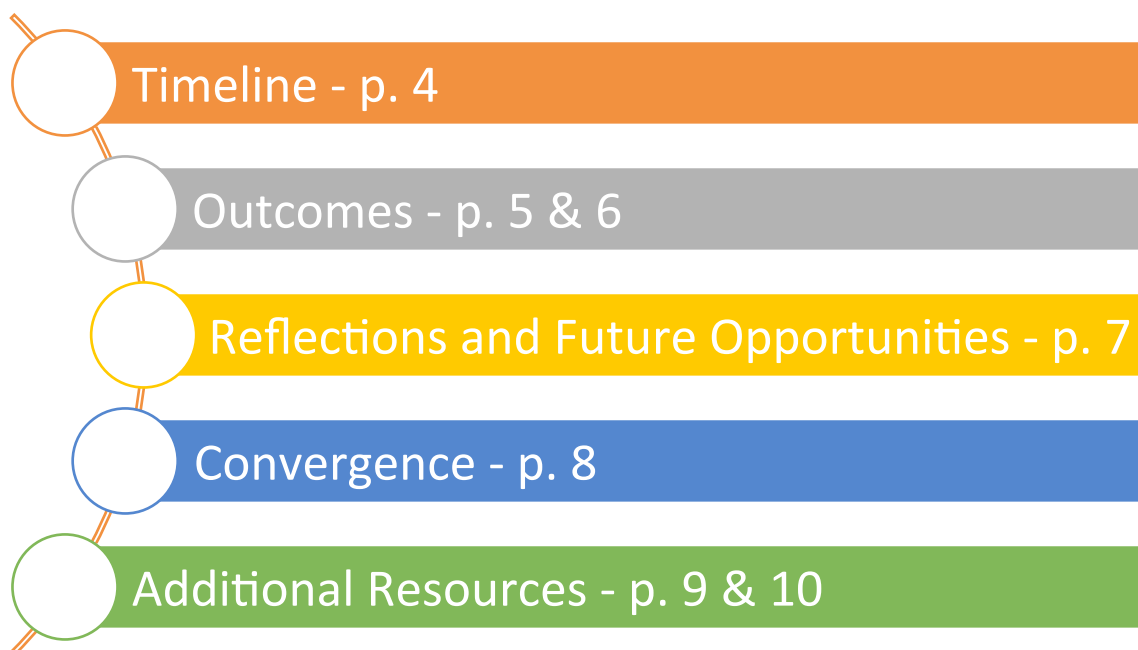 Timeline - p. 4
Outcomes - p. 5 & 6
Reflections and Future Opportunities - p. 7
Convergence - p. 8
Additional Resources - p. 9 & 10